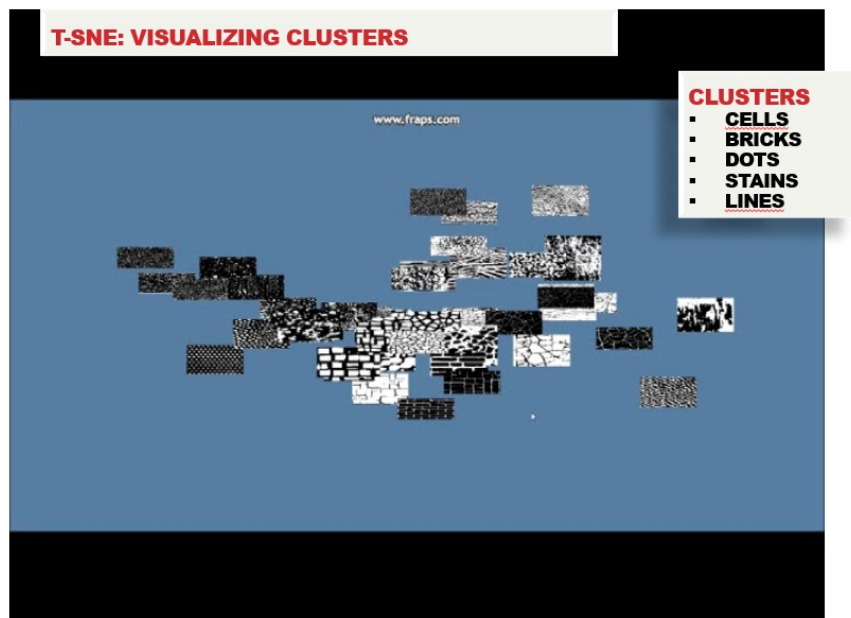 T-SNE: VISUALIZING CLUSTERS
www.fraps.com
CLUSTERS
▪ CELLS
▪ BRICKS
▪ DOTS
▪ STAINS
▪ LINES